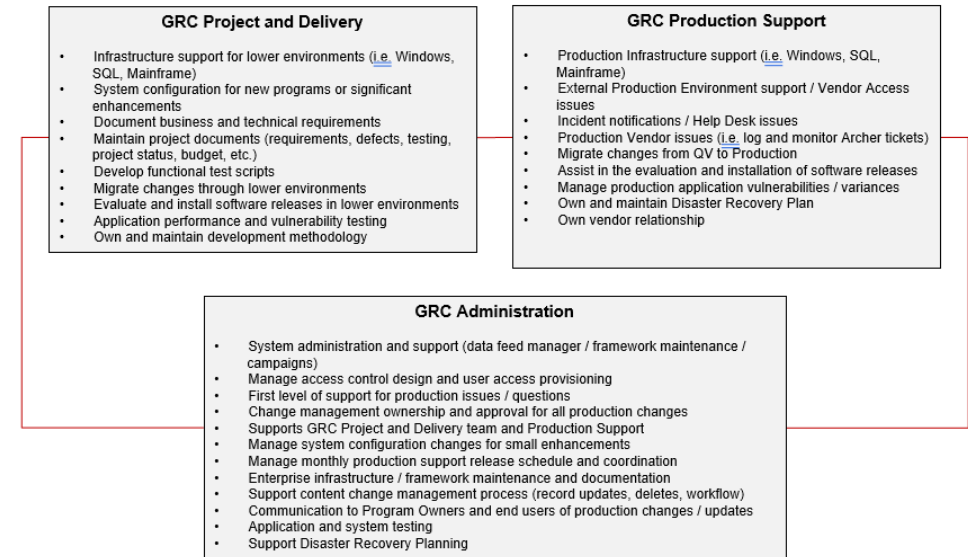 GRC Project and Delivery
• Infrastructure support for lower environments (i.e. Windows,
SQL, Mainframe)
• System configuration for new programs or significant
enhancements
• Document business and technical requirements
• Maintain project documents (requirements, defects, testing,
project status, budget, etc.)
• Develop functional test scripts
• Migrate changes through lower environments
• Evaluate and install software releases in lower environments
• Application performance and vulnerability testing
• Own and maintain development methodology
GRC Production Support
• Production Infrastructure support (i.e. Windows, SQL,
Mainframe)
• External Production Environment support / Vendor Access
issues
• Incident notifications / Help Desk issues
• Production Vendor issues (i.e. log and monitor Archer tickets)
• Migrate changes from QV to Production
• Assist in the evaluation and installation of software releases
• Manage production application vulnerabilities / variances
• Own and maintain Disaster Recovery Plan
• Own vendor relationship
GRC Administration
• System administration and support (data feed manager / framework maintenance /
campaigns)
• Manage access control design and user access provisioning
• First level of support for production issues / questions
• Change management ownership and approval for all production changes
• Supports GRC Project and Delivery team and Production Support
• Manage system configuration changes for small enhancements
• Manage monthly production support release schedule and coordination
• Enterprise infrastructure / framework maintenance and documentation
• Support content change management process (record updates, deletes, workflow)
• Communication to Program Owners and end users of production changes / updates
• Application and system testing
• Support Disaster Recovery Planning